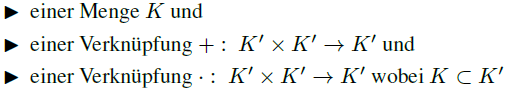 ▶ einer Menge K und
▶ einer Verknüpfung + : K′ × K′ → K′ und
▶ einer Verknüpfung · : K′ × K′ → K′ wobei K ⊂ K′